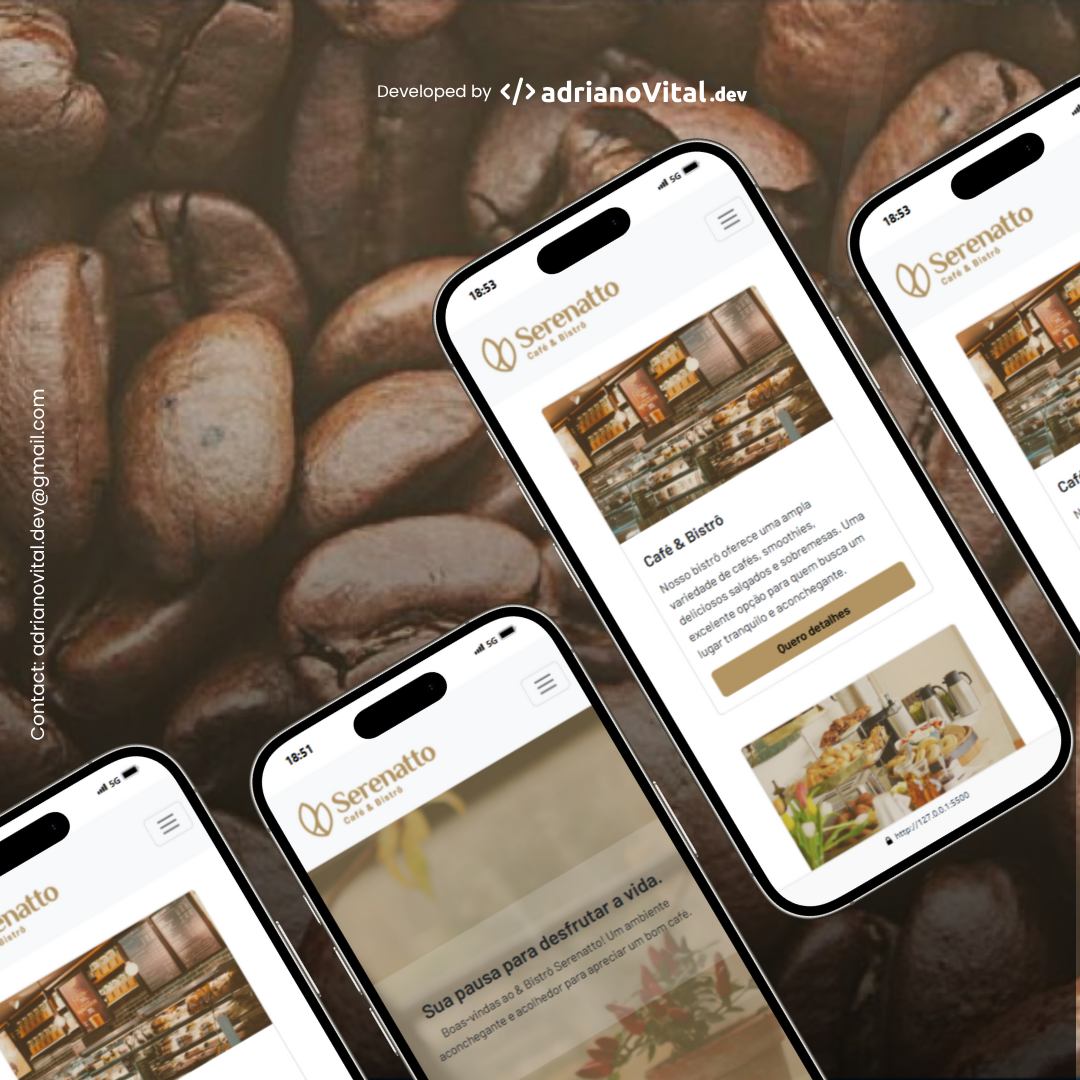 Developed by </> adrianoVital.dev
Contact: adrianovital.dev@gmail.com
18:53
5G
Serenatto
Café & Bistrô
Café & Bistrô
Nosso bistrô oferece uma ampla
variedade de cafés, smoothies,
deliciosos salgados e sobremesas. Uma
excelente opção para quem busca um
lugar tranquilo e aconchegante.
Quero detalhes
http://127.0.0.1:5500
18:53
Serenatto
Café & Bistrô
Caf
N
18:51
5G
Serenatto
Café & Bistrô
Sua pausa para desfrutar a vida.
Boas-vindas ao & Bistrô Serenatto! Um ambiente
aconchegante e acolhedor para apreciar um bom café.
5G
enatto
Bistrô